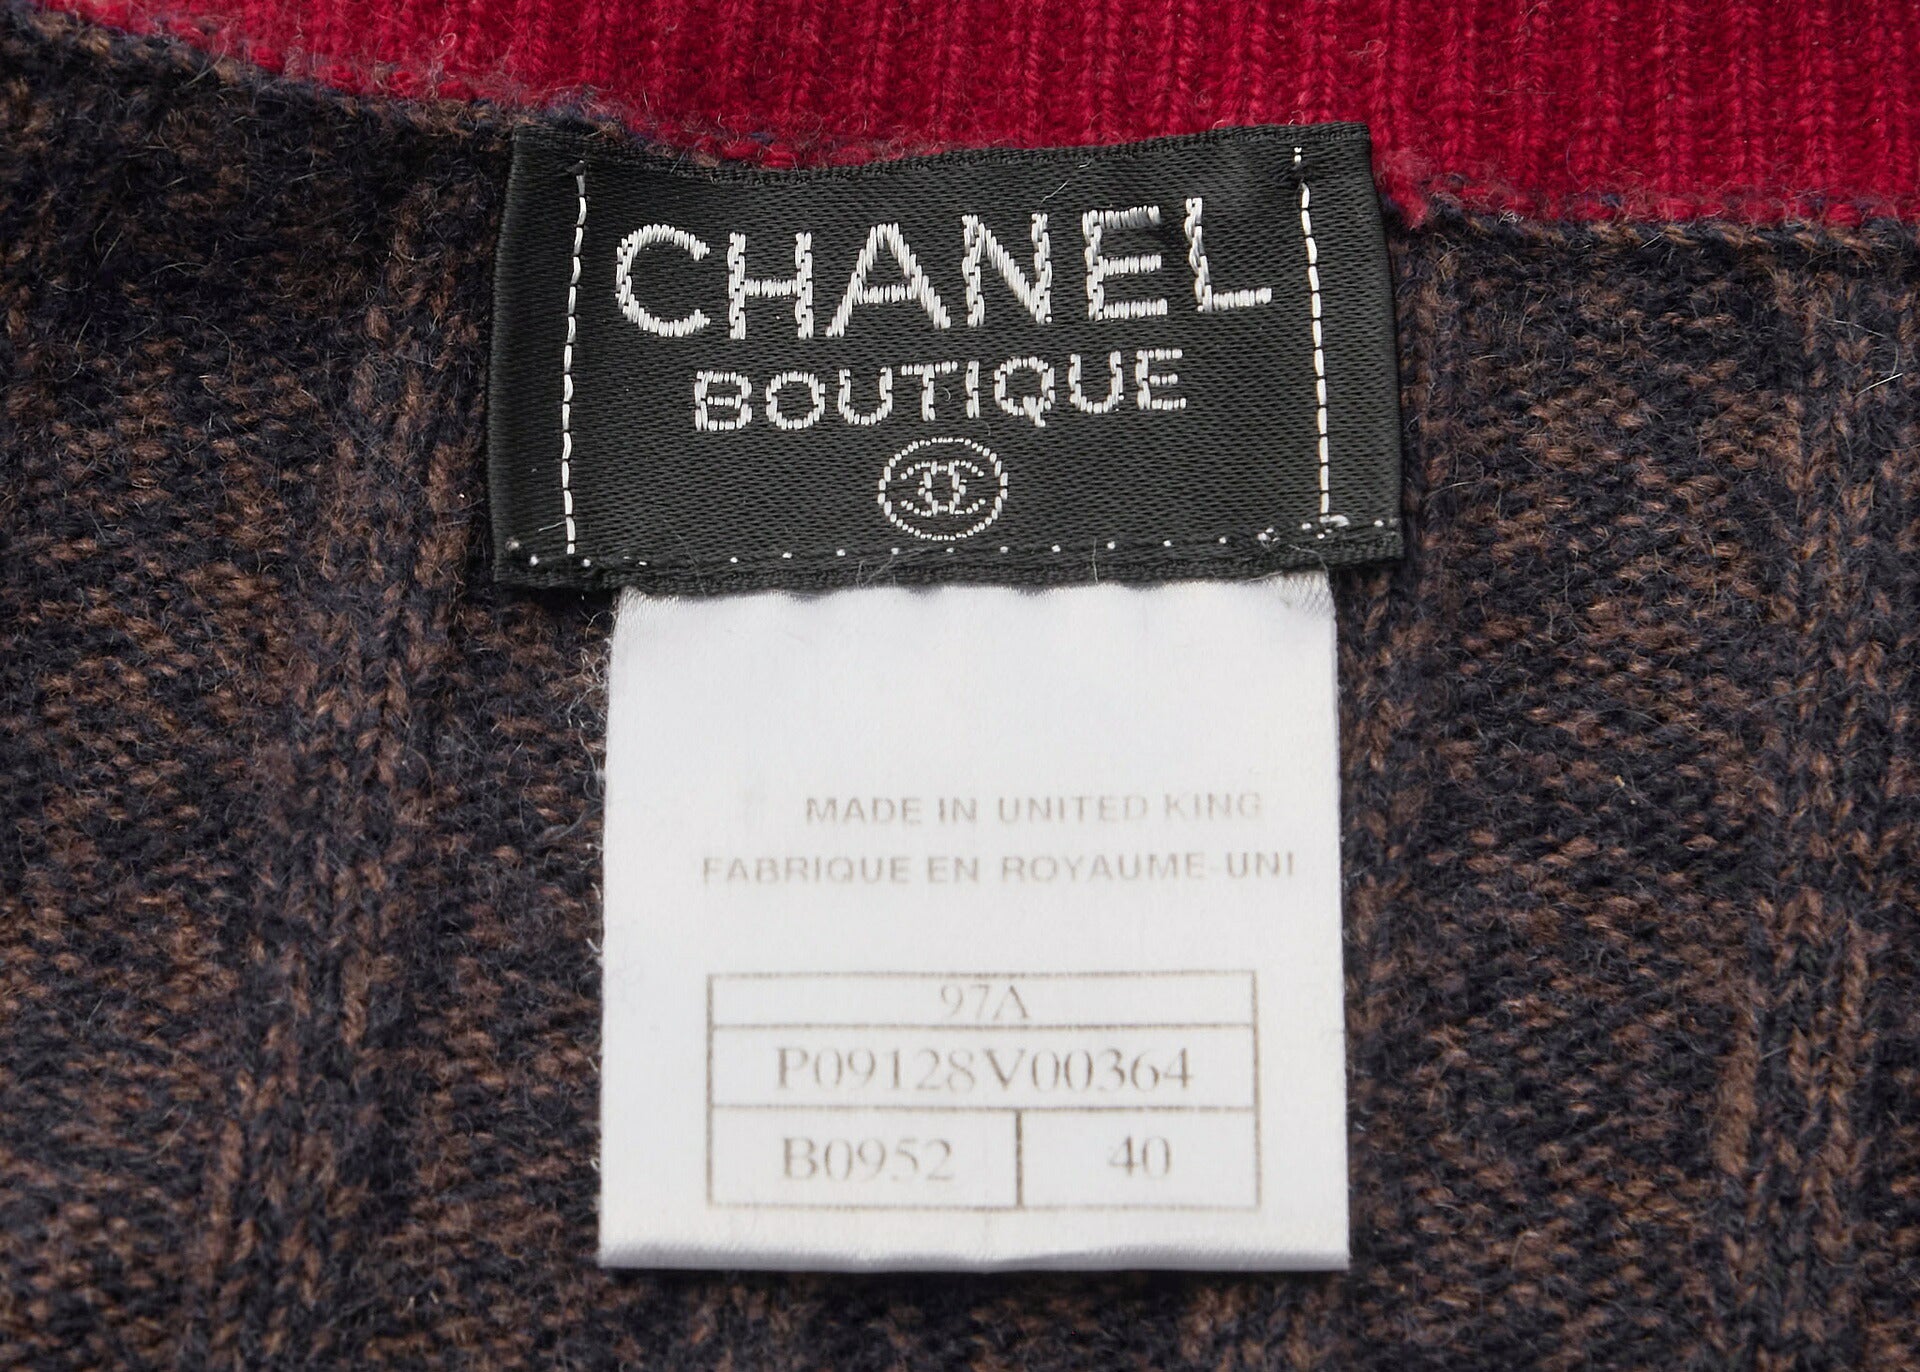 CHANEL
BOUTIQUE
MADE IN UNITED KING
FABRIQUE EN ROYAUME-UNI
97A
P09128V00364
B0952 40